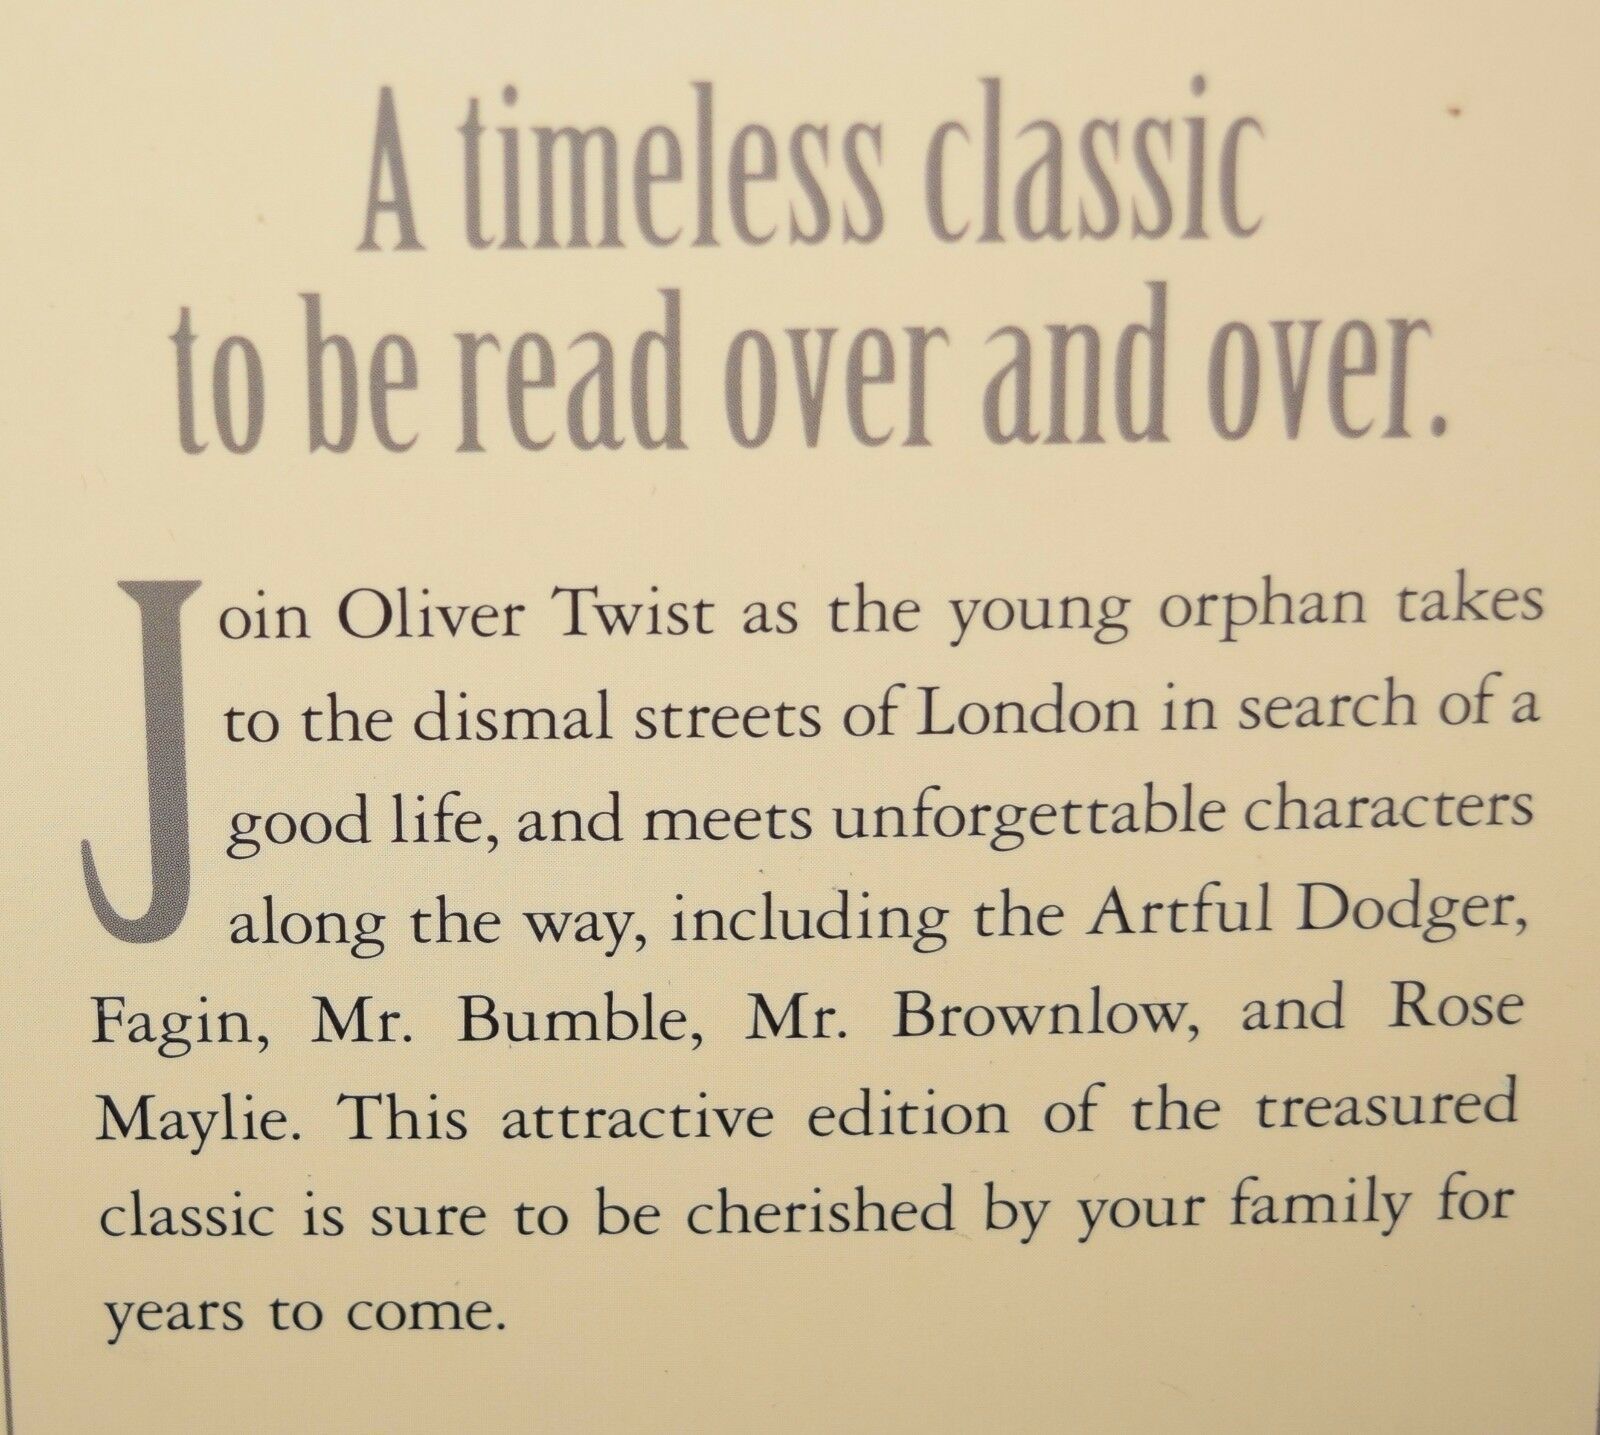 A timeless classic
to be read over and over.
Join Oliver Twist as the young orphan takes
to the dismal streets of London in search of a
good life, and meets unforgettable characters
along the way, including the Artful Dodger,
Fagin, Mr. Bumble, Mr. Brownlow, and Rose
Maylie. This attractive edition of the treasured
classic is sure to be cherished by your family for
years to come.